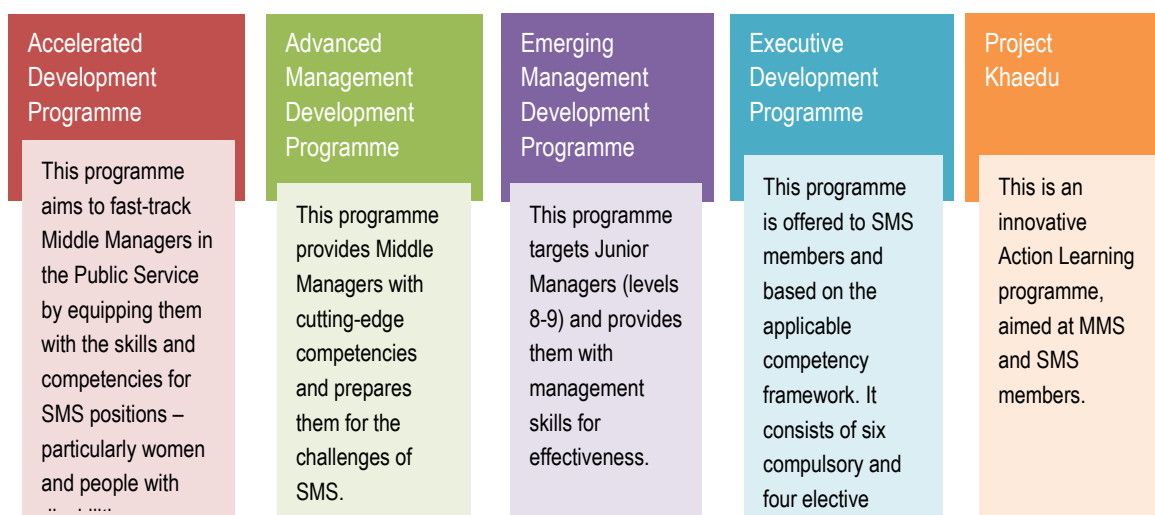 Accelerated
Development
Programme
This programme
aims to fast-track
Middle Managers in
the Public Service
by equipping them
with the skills and
competencies for
SMS positions –
particularly women
and people with
Advanced
Management
Development
Programme
This programme
provides Middle
Managers with
cutting-edge
competencies
and prepares
them for the
challenges of
SMS.
Emerging
Management
Development
Programme
This programme
targets Junior
Managers (levels
8-9) and provides
them with
management
skills for
effectiveness.
Executive
Development
Programme
This programme
is offered to SMS
members and
based on the
applicable
competency
framework. It
consists of six
compulsory and
four elective
Project
Khaedu
This is an
innovative
Action Learning
programme,
aimed at MMS
and SMS
members.